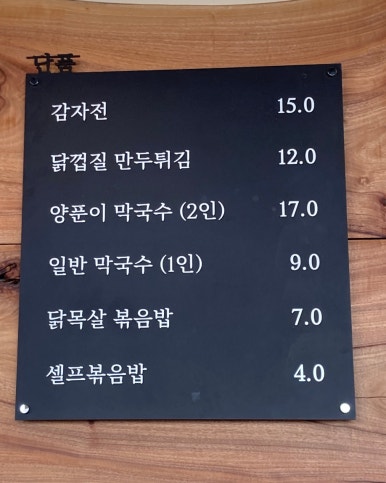 단품
감자전 15.0
닭껍질 만두튀김 12.0
양푼이 막국수 (2인) 17.0
일반 막국수 (1인) 9.0
닭목살 볶음밥 7.0
셀프볶음밥 4.0